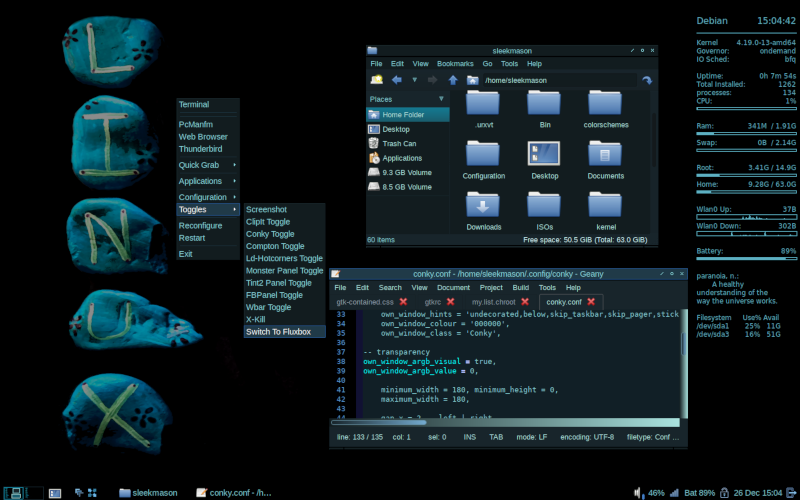 L
I
N
U
X
Terminal
PcManfm
Web Browser
Thunderbird
Quick Grab
Applications
Configuration
Toggles
Reconfigure
Restart
Exit
Screenshot
ClipIt Toggle
Conky Toggle
Compton Toggle
Ld-Hotcorners Toggle
Monster Panel Toggle
Tint2 Panel Toggle
FBPanel Toggle
Wbar Toggle
X-Kill
Switch To Fluxbox
sleekmason
File Edit View Bookmarks Go Tools Help
/home/sleekmason
Places
Home Folder
Desktop
Trash Can
Applications
9.3 GB Volume
8.5 GB Volume
.urxvt Bin colorschemes
Configuration Desktop Documents
Downloads ISOs kernel
60 items Free space: 50.5 GiB (Total: 63.0 GiB)
conky.conf - /home/sleekmason/.config/conky - Geany
File Edit Search View Document Project Build Tools Help
gtk-contained.css gtkrc my.list.chroot conky.conf
33 own_window_hints = 'undecorated,below,skip_taskbar,skip_pager,stick
34 own_window_colour = '000000',
35 own_window_class = 'Conky',
36
37 -- transparency
38 own_window_argb_visual = true,
39 own_window_argb_value = 0,
40
41 minimum_width = 180, minimum_height = 0,
42 maximum_width = 180,
43
44 gap_x = 2 -- left | right
line: 133 / 135 col: 1 sel: 0 INS TAB mode: LF encoding: UTF-8 filetype: Conf ...
Debian 15:04:42
Kernel 4.19.0-13-amd64
Governor: ondemand
IO Sched: bfq
Uptime: 0h 7m 54s
Total Installed: 1262
processes: 134
CPU: 1%
Ram: 341M / 1.91G
Swap: 0B / 2.14G
Root: 3.41G / 14.9G
Home: 9.28G / 63.0G
Wlan0 Up: 37B
Wlan0 Down: 302B
Battery: 89%
paranoia, n.:
A healthy
understanding of the
way the universe works.
Filesystem Use% Avail
/dev/sda1 25% 11G
/dev/sda3 16% 51G
sleekmason
conky.conf - /h...
46% Bat 89% 26 Dec 15:04